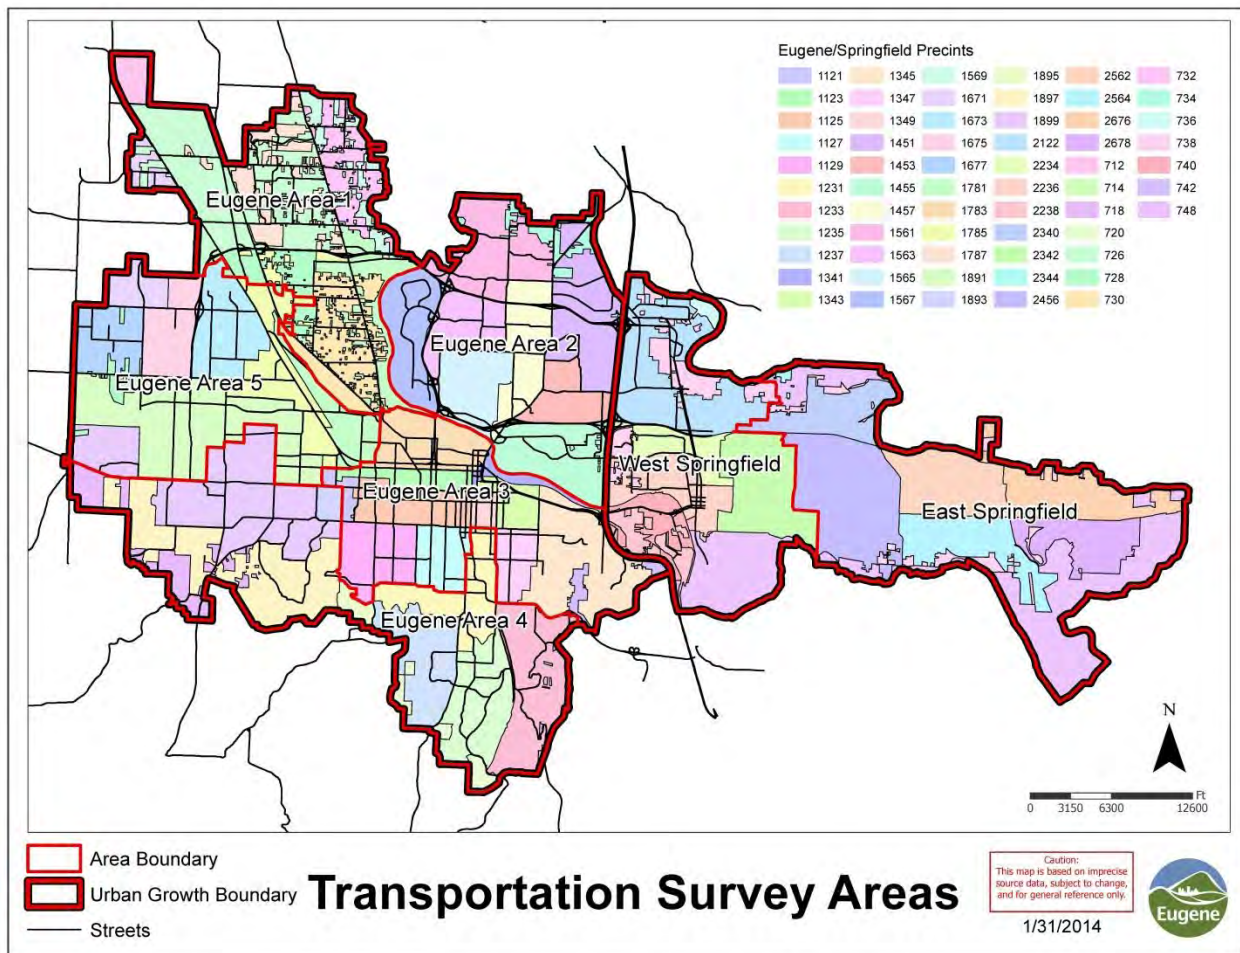 Eugene/Springfield Precints
1121 1345 1569 1895 2562 732
1123 1347 1671 1897 2564 734
1125 1349 1673 1899 2676 736
1127 1451 1675 2122 2678 738
1129 1453 1677 2234 712 740
1231 1455 1781 2236 714 742
1233 1457 1783 2238 718 748
1235 1561 1785 2340 720
1237 1563 1787 2342 726
1341 1565 1891 2344 728
1343 1567 1893 2456 730
Eugene Area 1
Eugene Area 2
Eugene Area 5
West Springfield
Eugene Area 3
East Springfield
Eugene Area 4
N
Ft
0 3150 6300 12600
Area Boundary
Urban Growth Boundary
Streets
Transportation Survey Areas
Caution:
This map is based on imprecise
source data, subject to change,
and for general reference only.
1/31/2014
Eugene